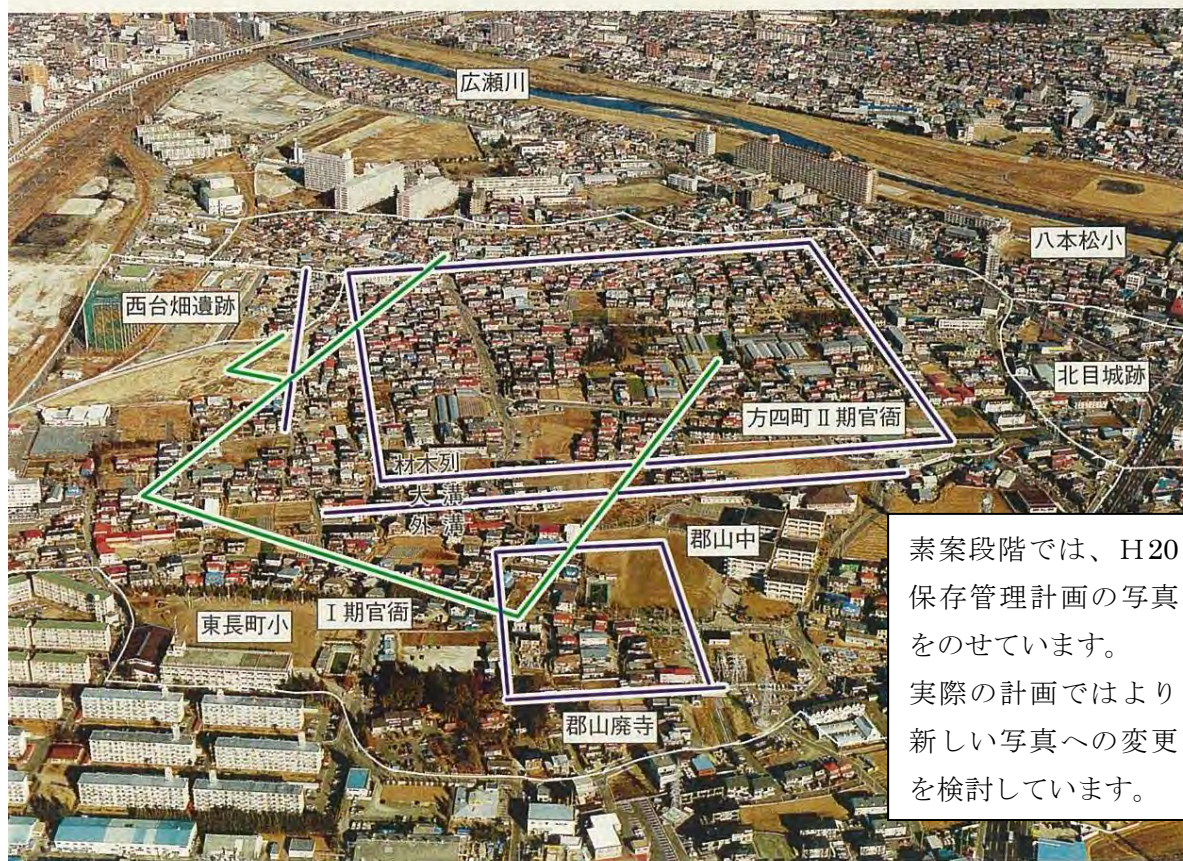 広瀬川
八本松小
西台畑遺跡
北目城跡
方四町Ⅱ期官衙
材木列
大溝
外溝
郡山中
Ⅰ期官衙
東長町小
郡山廃寺
素案段階では、H20
保存管理計画の写真
をのせています。
実際の計画ではより
新しい写真への変更
を検討しています。